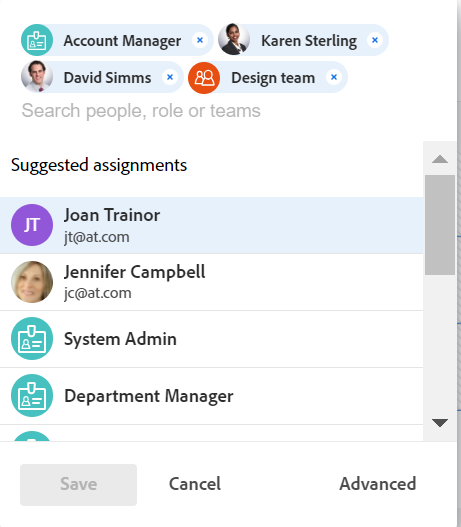 Account Manager × Karen Sterling ×
David Simms × Design team ×
Search people, role or teams
Suggested assignments
JT
Joan Trainor
jt@at.com
Jennifer Campbell
jc@at.com
System Admin
Department Manager
Save Cancel Advanced